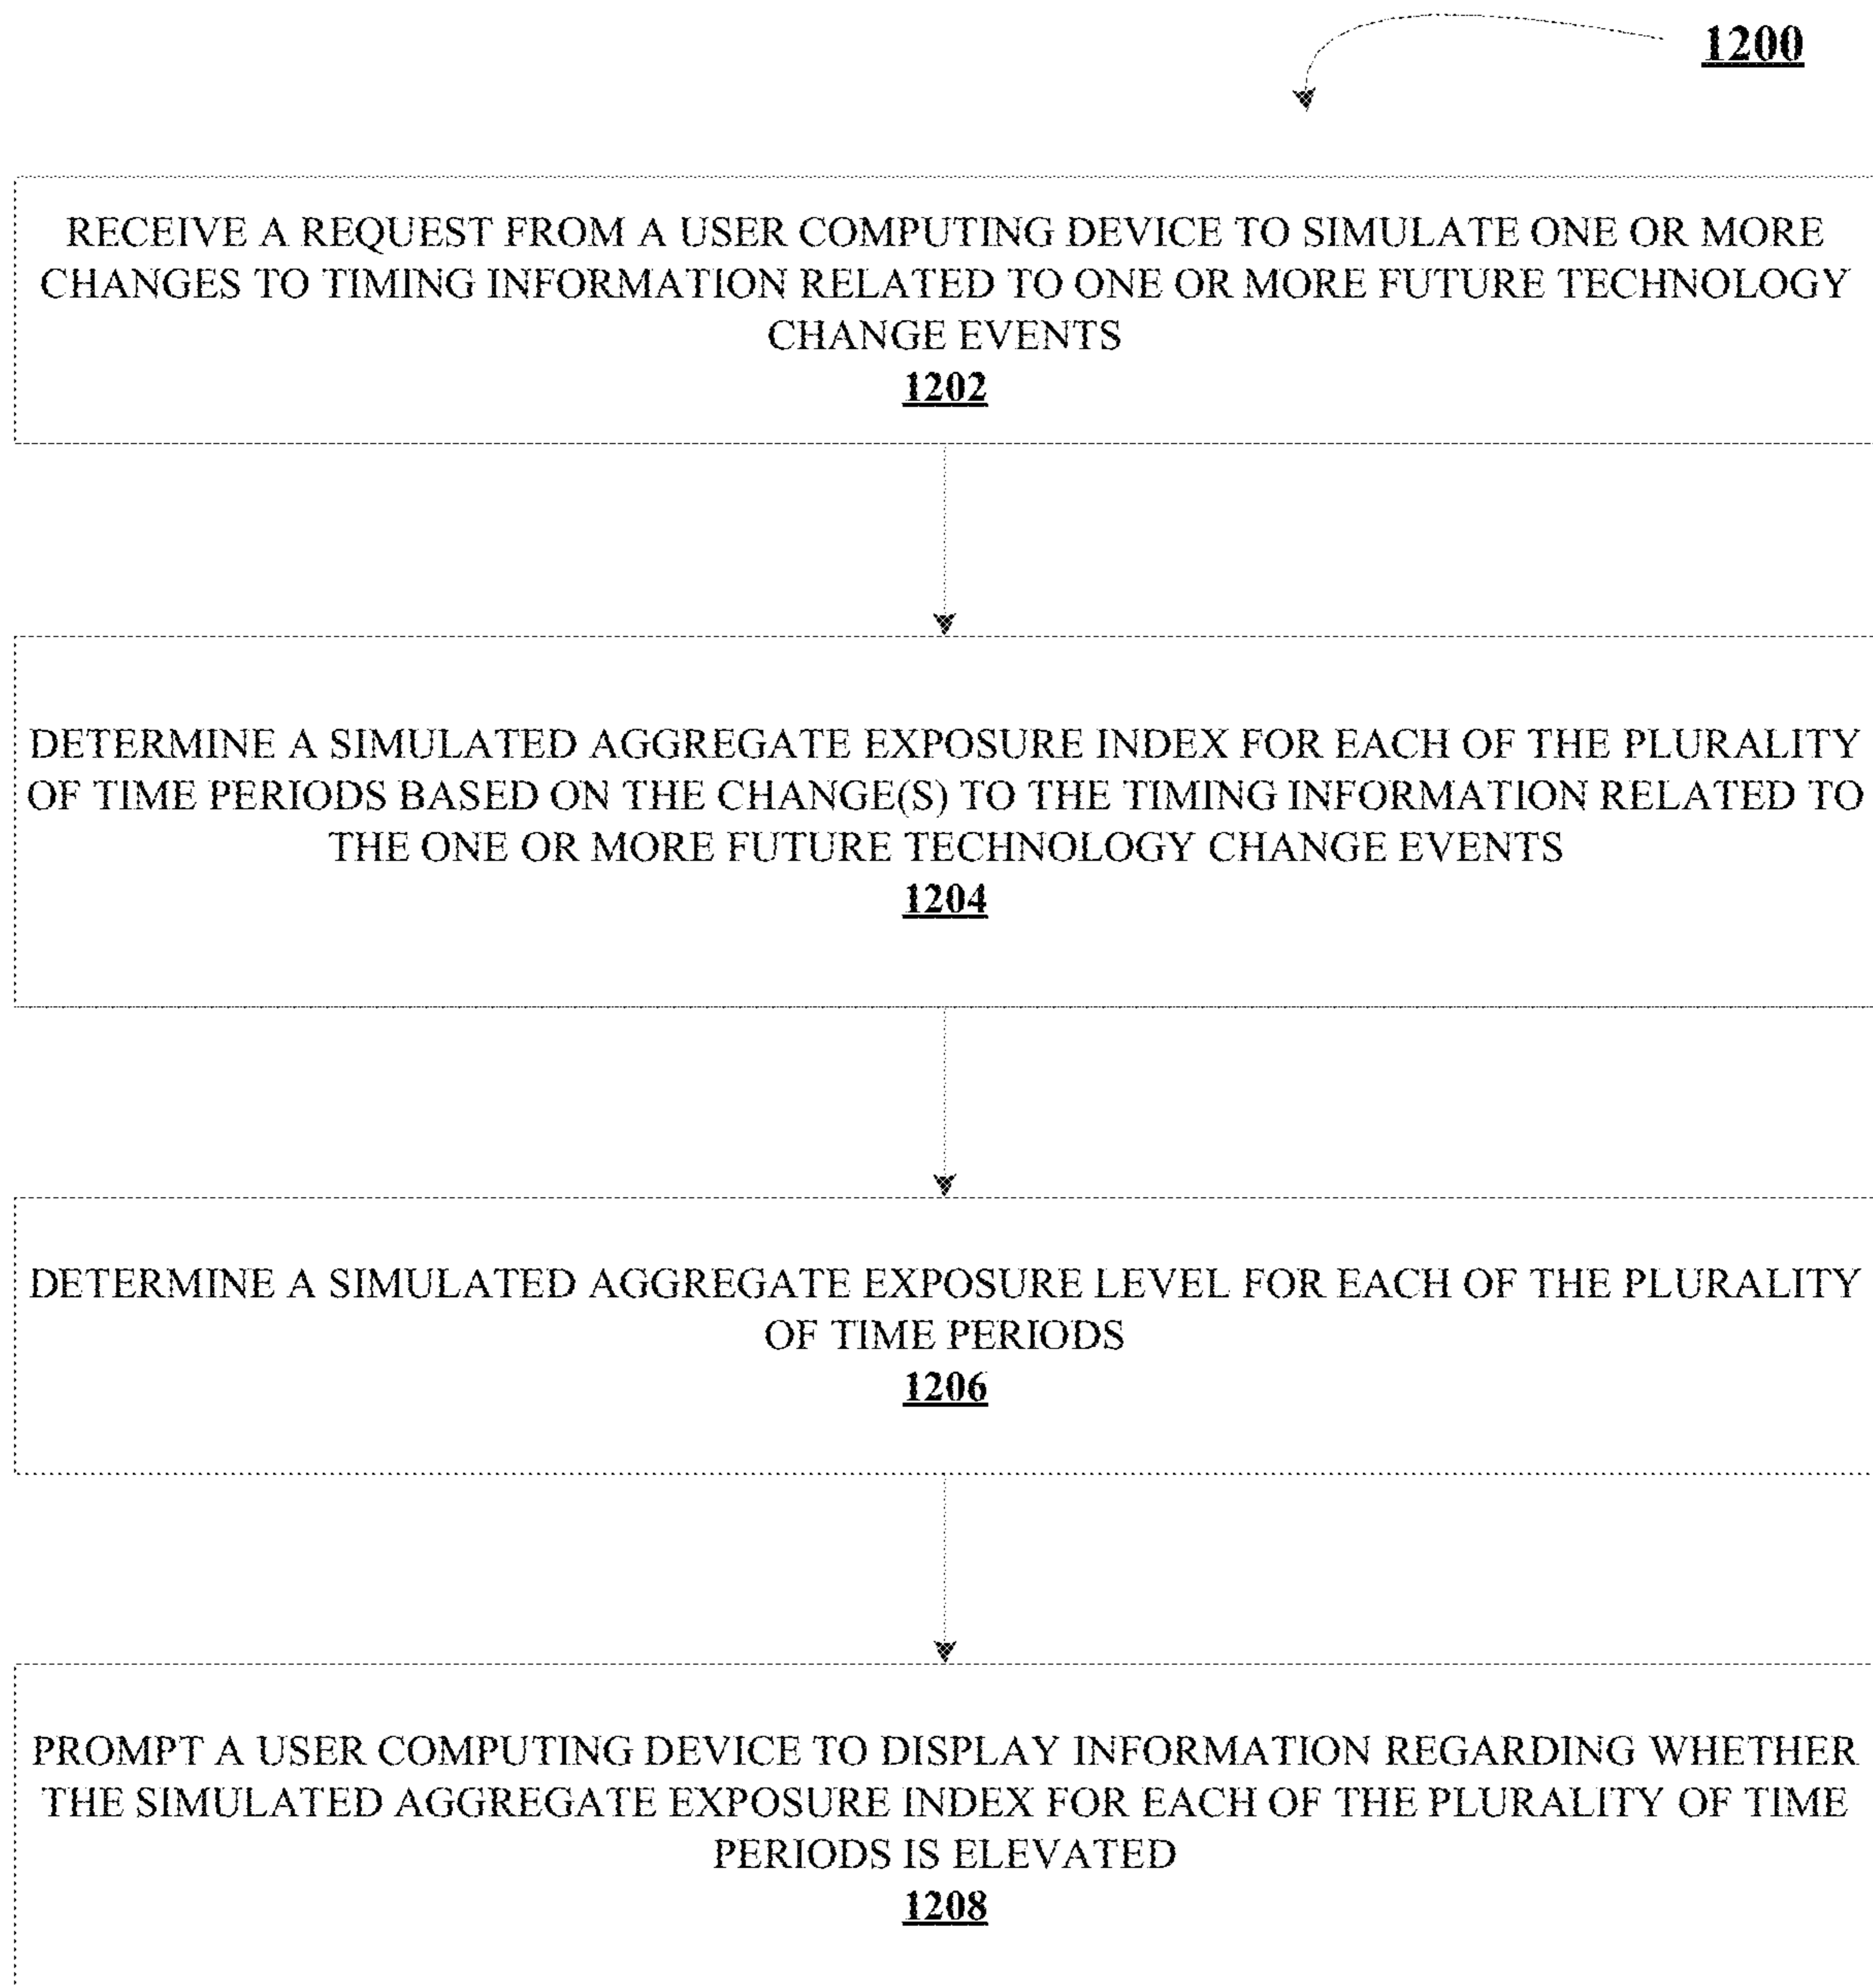 1200
RECEIVE A REQUEST FROM A USER COMPUTING DEVICE TO SIMULATE ONE OR MORE
CHANGES TO TIMING INFORMATION RELATED TO ONE OR MORE FUTURE TECHNOLOGY
CHANGE EVENTS
1202
DETERMINE A SIMULATED AGGREGATE EXPOSURE INDEX FOR EACH OF THE PLURALITY
OF TIME PERIODS BASED ON THE CHANGE(S) TO THE TIMING INFORMATION RELATED TO
THE ONE OR MORE FUTURE TECHNOLOGY CHANGE EVENTS
1204
DETERMINE A SIMULATED AGGREGATE EXPOSURE LEVEL FOR EACH OF THE PLURALITY
OF TIME PERIODS
1206
PROMPT A USER COMPUTING DEVICE TO DISPLAY INFORMATION REGARDING WHETHER
THE SIMULATED AGGREGATE EXPOSURE INDEX FOR EACH OF THE PLURALITY OF TIME
PERIODS IS ELEVATED
1208